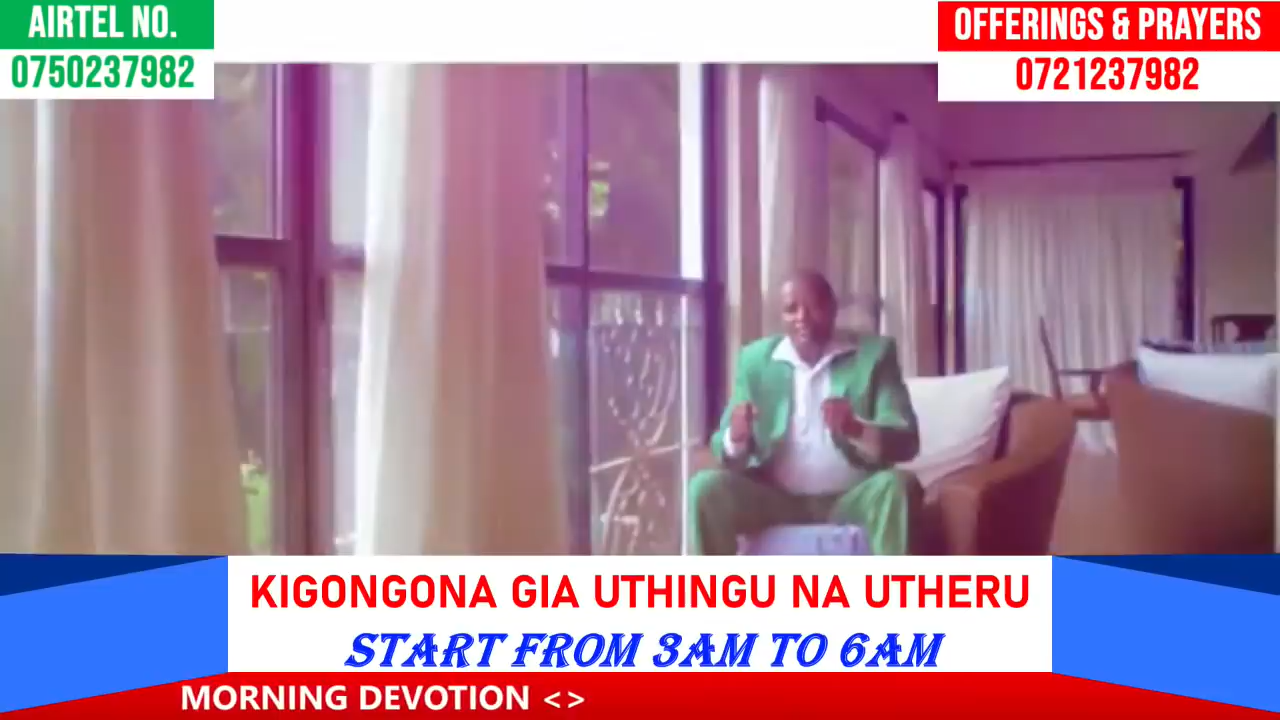 AIRTEL NO.
0750237982
OFFERINGS & PRAYERS
0721237982
KIGONGONA GIA UTHINGU NA UTHERU
START FROM 3AM TO 6AM
MORNING DEVOTION <>